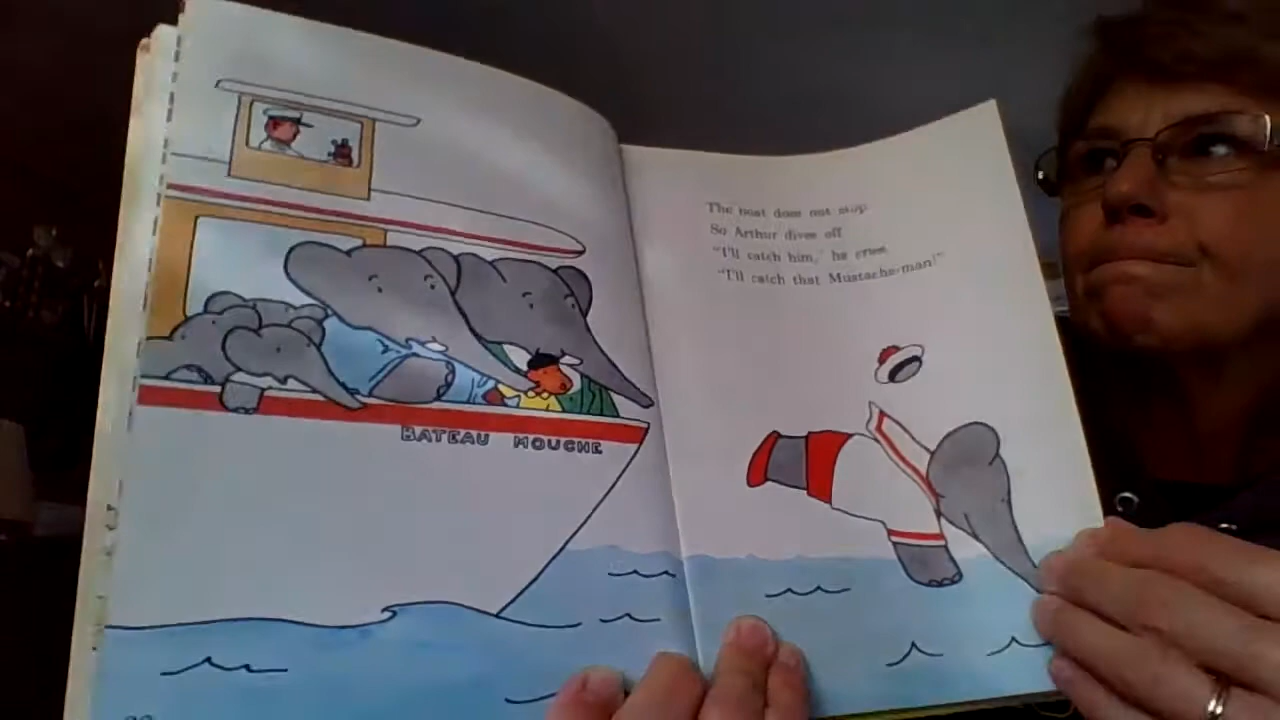 BATEAU MOUCHE
The boat does not stop
So Arthur dives off
"I'll catch him," he cries
"I'll catch that Mustache-man!"